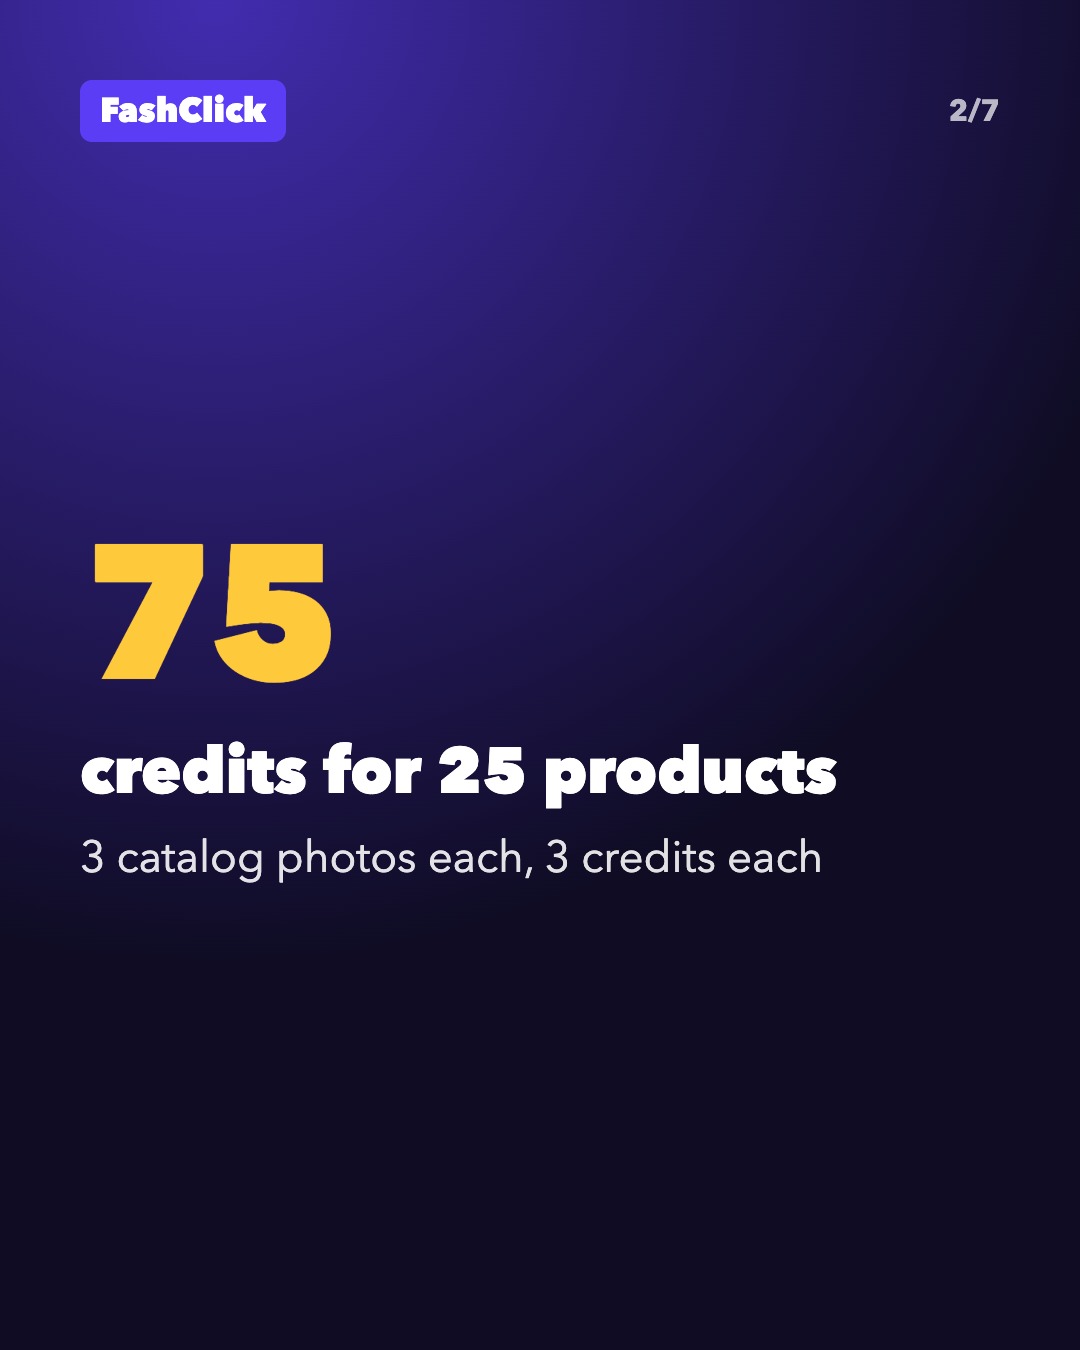 FashClick
2/7
75
credits for 25 products
3 catalog photos each, 3 credits each